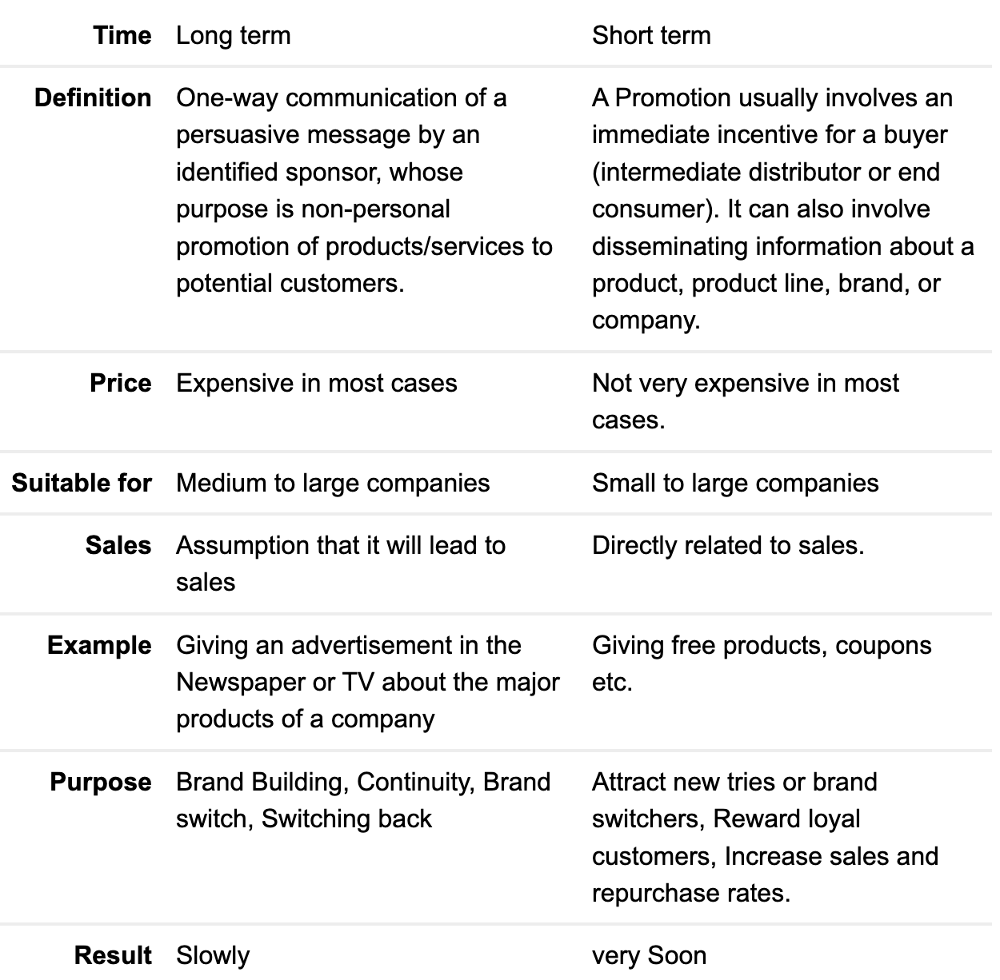 Time Long term Short term
Definition One-way communication of a A Promotion usually involves an
persuasive message by an immediate incentive for a buyer
identified sponsor, whose (intermediate distributor or end
purpose is non-personal consumer). It can also involve
promotion of products/services to disseminating information about a
potential customers. product, product line, brand, or
company.
Price Expensive in most cases Not very expensive in most
cases.
Suitable for Medium to large companies Small to large companies
Sales Assumption that it will lead to Directly related to sales.
sales
Example Giving an advertisement in the Giving free products, coupons
Newspaper or TV about the major etc.
products of a company
Purpose Brand Building, Continuity, Brand Attract new tries or brand
switch, Switching back switchers, Reward loyal
customers, Increase sales and
repurchase rates.
Result Slowly very Soon